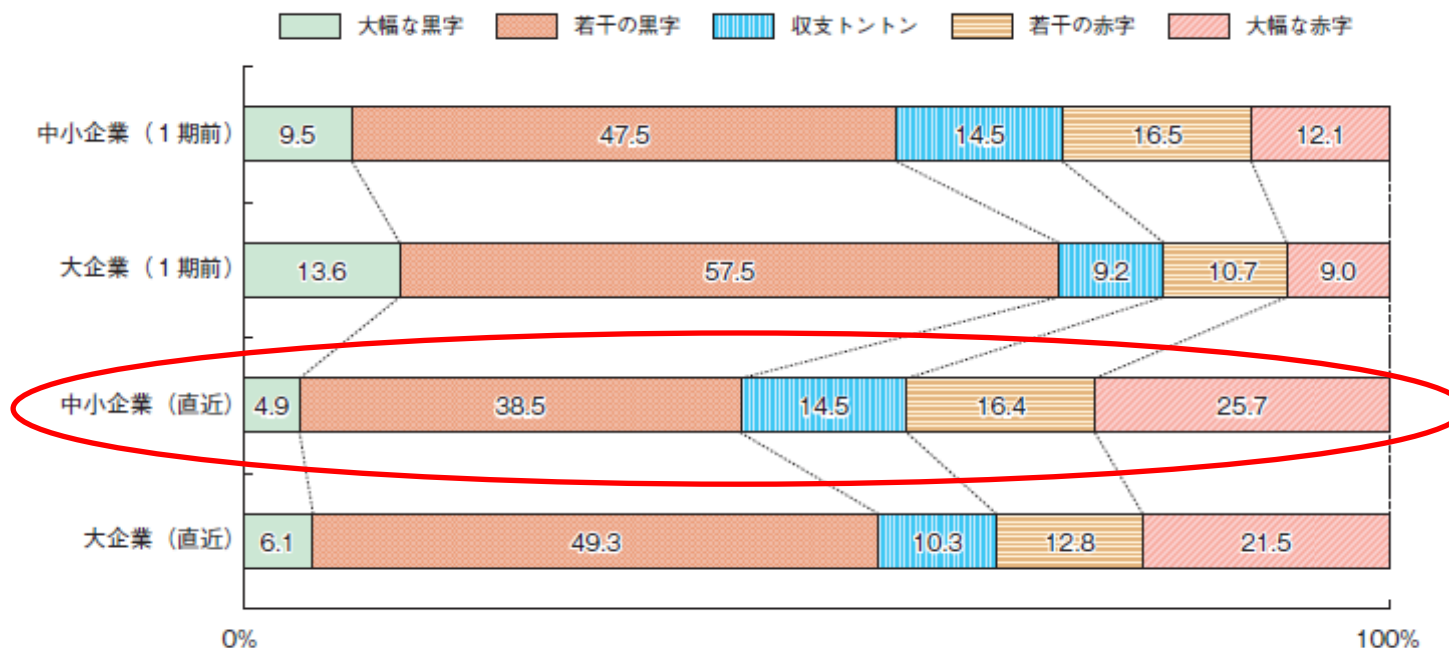 大幅な黒字 若干の黒字 収支トントン 若干の赤字 大幅な赤字
中小企業（1期前） 9.5 47.5 14.5 16.5 12.1
大企業（1期前） 13.6 57.5 9.2 10.7 9.0
中小企業（直近） 4.9 38.5 14.5 16.4 25.7
大企業（直近） 6.1 49.3 10.3 12.8 21.5
0% 100%